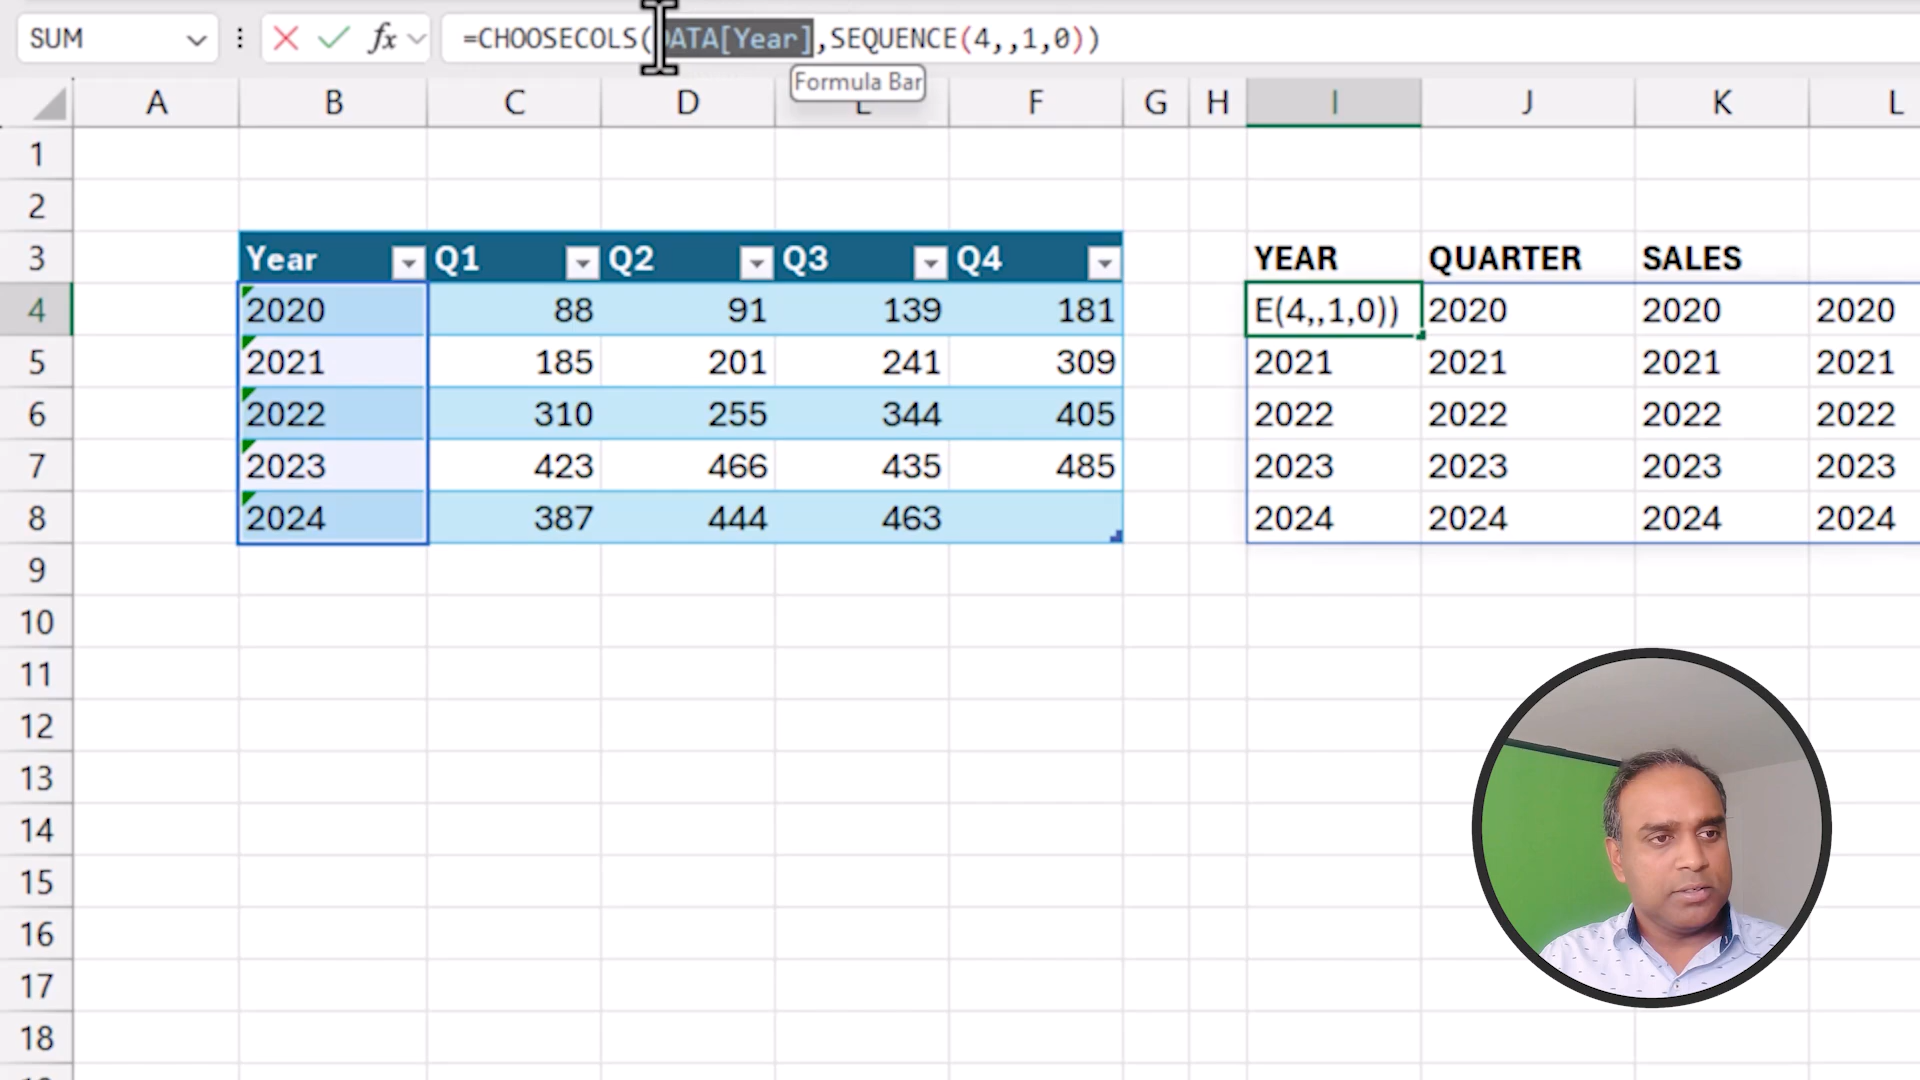 SUM fx =CHOOSECOLS(DATA[Year],SEQUENCE(4,,1,0))
Formula Bar
A B C D E F G H I J K L
1
2
3 Year Q1 Q2 Q3 Q4 YEAR QUARTER SALES
4 2020 88 91 139 181 E(4,,1,0)) 2020 2020 2020
5 2021 185 201 241 309 2021 2021 2021 2021
6 2022 310 255 344 405 2022 2022 2022 2022
7 2023 423 466 435 485 2023 2023 2023 2023
8 2024 387 444 463 2024 2024 2024 2024
9
10
11
12
13
14
15
16
17
18